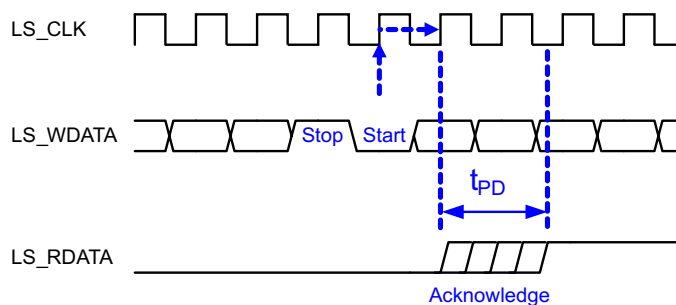 LS_CLK
LS_WDATA
Stop
Start
tPD
LS_RDATA
Acknowledge